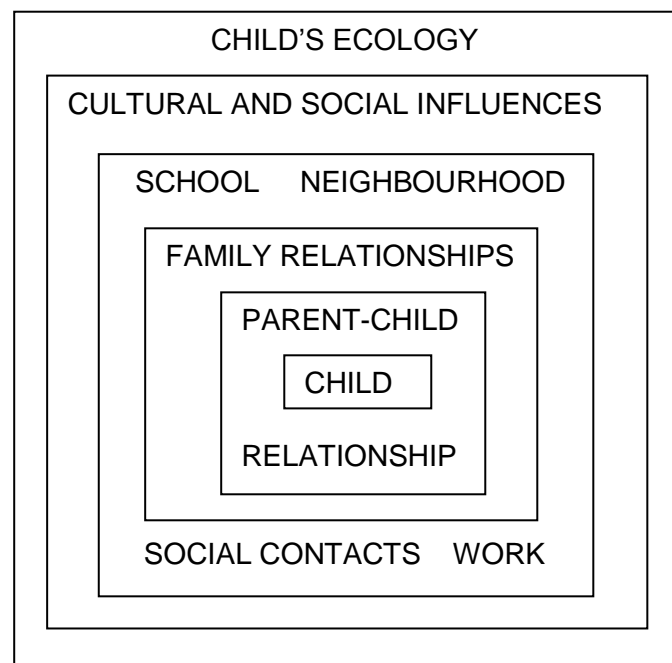 CHILD'S ECOLOGY
CULTURAL AND SOCIAL INFLUENCES
SCHOOL NEIGHBOURHOOD
FAMILY RELATIONSHIPS
PARENT-CHILD
CHILD
RELATIONSHIP
SOCIAL CONTACTS WORK